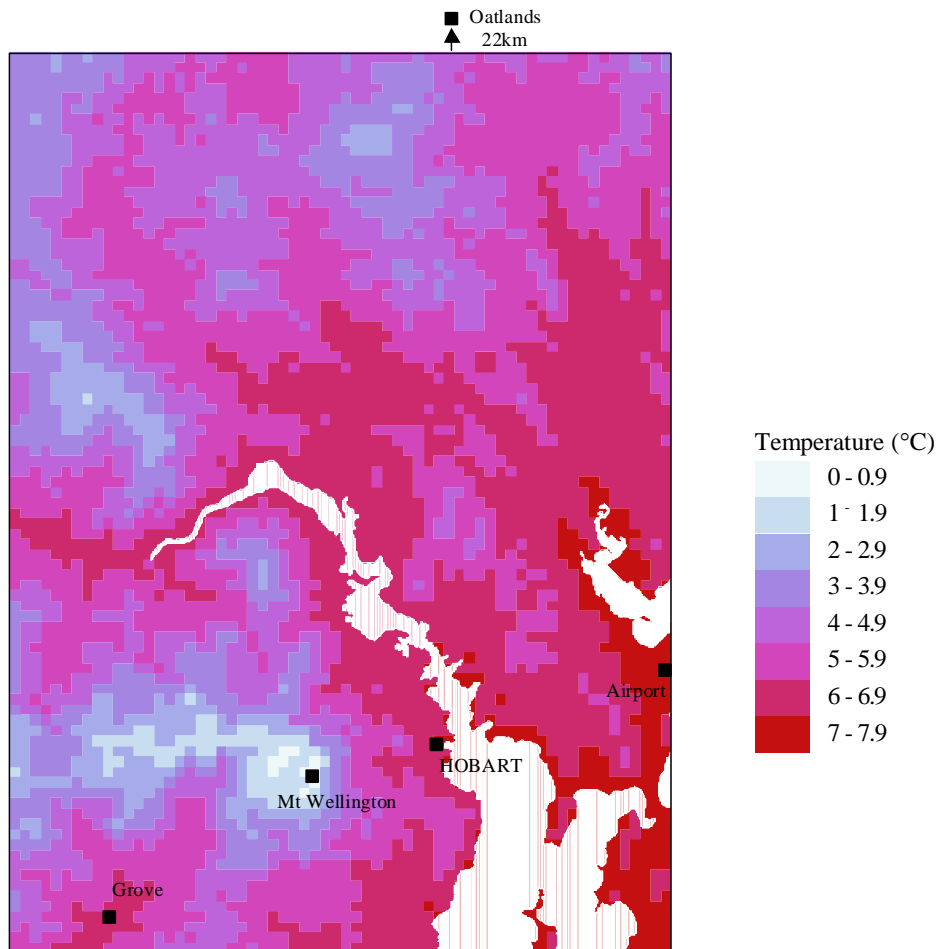 Oatlands
22km
Airport
HOBART
Mt Wellington
Grove
Temperature (°C)
0 - 0.9
1 - 1.9
2 - 2.9
3 - 3.9
4 - 4.9
5 - 5.9
6 - 6.9
7 - 7.9